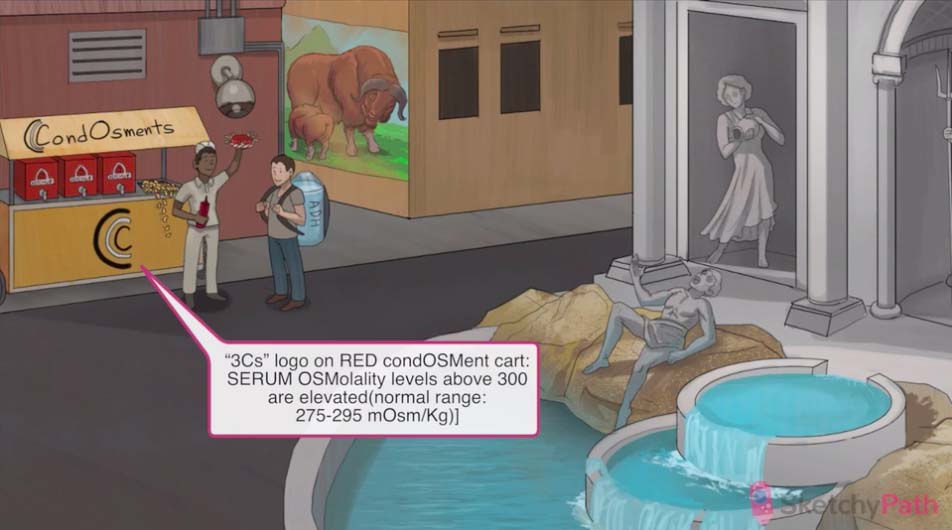 CondOsments
ADH
CCC
“3Cs” logo on RED condOSMent cart:
SERUM OSMolality levels above 300
are elevated(normal range:
275-295 mOsm/Kg)]
SketchyPath